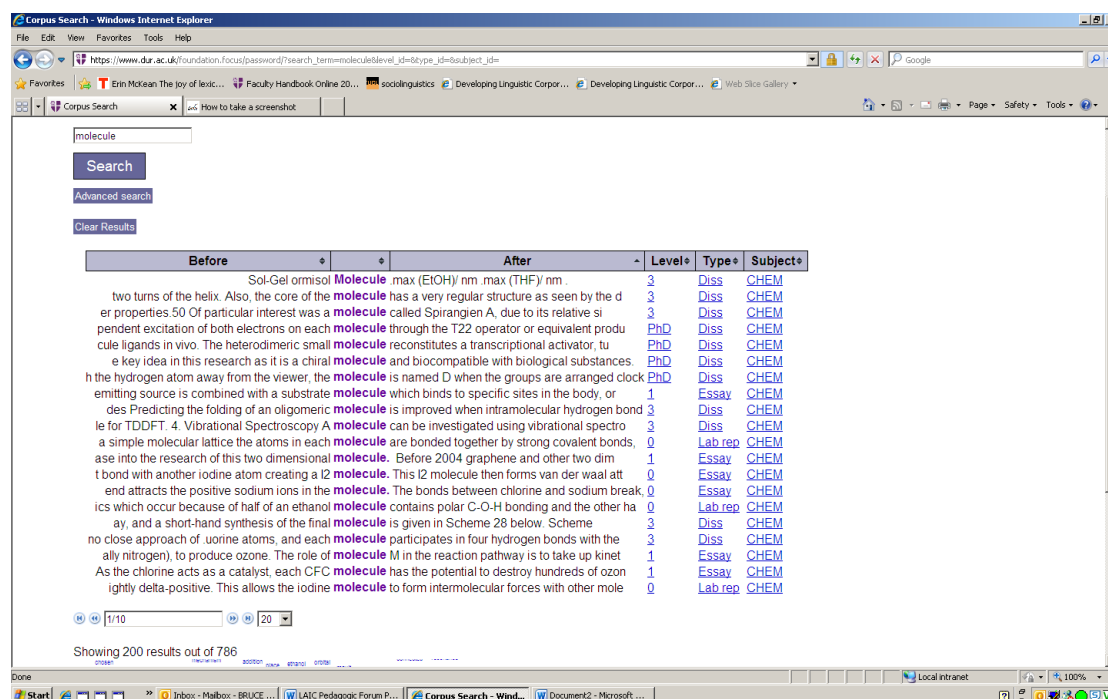 Corpus Search - Windows Internet Explorer
File Edit View Favorites Tools Help
https://www.dur.ac.uk/foundation.focus/password/?search_term=molecule&level_id=&type_id=&subject_id= Google
Favorites Erin McKean The joy of lexic... Faculty Handbook Online 20... sociolinguistics Developing Linguistic Corpor... Developing Linguistic Corpor... Web Slice Gallery
Corpus Search How to take a screenshot Page Safety Tools
molecule
Search
Advanced search
Clear Results
Before After Level Type Subject
Sol-Gel ormisol Molecule .max (EtOH)/ nm .max (THF)/ nm . 3 Diss CHEM
two turns of the helix. Also, the core of the molecule has a very regular structure as seen by the d 3 Diss CHEM
er properties.50 Of particular interest was a molecule called Spirangien A, due to its relative si 3 Diss CHEM
pendent excitation of both electrons on each molecule through the T22 operator or equivalent produ PhD Diss CHEM
cule ligands in vivo. The heterodimeric small molecule reconstitutes a transcriptional activator, tu PhD Diss CHEM
e key idea in this research as it is a chiral molecule and biocompatible with biological substances. PhD Diss CHEM
h the hydrogen atom away from the viewer, the molecule is named D when the groups are arranged clock PhD Diss CHEM
emitting source is combined with a substrate molecule which binds to specific sites in the body, or 1 Essay CHEM
des Predicting the folding of an oligomeric molecule is improved when intramolecular hydrogen bond 3 Diss CHEM
le for TDDFT. 4. Vibrational Spectroscopy A molecule can be investigated using vibrational spectro 3 Diss CHEM
a simple molecular lattice the atoms in each molecule are bonded together by strong covalent bonds, 0 Lab rep CHEM
ase into the research of this two dimensional molecule. Before 2004 graphene and other two dim 1 Essay CHEM
t bond with another iodine atom creating a I2 molecule. This I2 molecule then forms van der waal att 0 Essay CHEM
end attracts the positive sodium ions in the molecule. The bonds between chlorine and sodium break, 0 Essay CHEM
ics which occur because of half of an ethanol molecule contains polar C-O-H bonding and the other ha 0 Lab rep CHEM
ay, and a short-hand synthesis of the final molecule is given in Scheme 28 below. Scheme 3 Diss CHEM
no close approach of .uorine atoms, and each molecule participates in four hydrogen bonds with the 3 Diss CHEM
ally nitrogen), to produce ozone. The role of molecule M in the reaction pathway is to take up kinet 1 Essay CHEM
As the chlorine acts as a catalyst, each CFC molecule has the potential to destroy hundreds of ozon 1 Essay CHEM
ightly delta-positive. This allows the iodine molecule to form intermolecular forces with other mole 0 Lab rep CHEM
1/10 20
Showing 200 results out of 786
chosen mechanism addition plane ethanol orbital
Done Local intranet 100%
Start Inbox - Mailbox - BRUCE ... LAIC Pedagogic Forum P... Corpus Search - Wind... Document2 - Microsoft ...